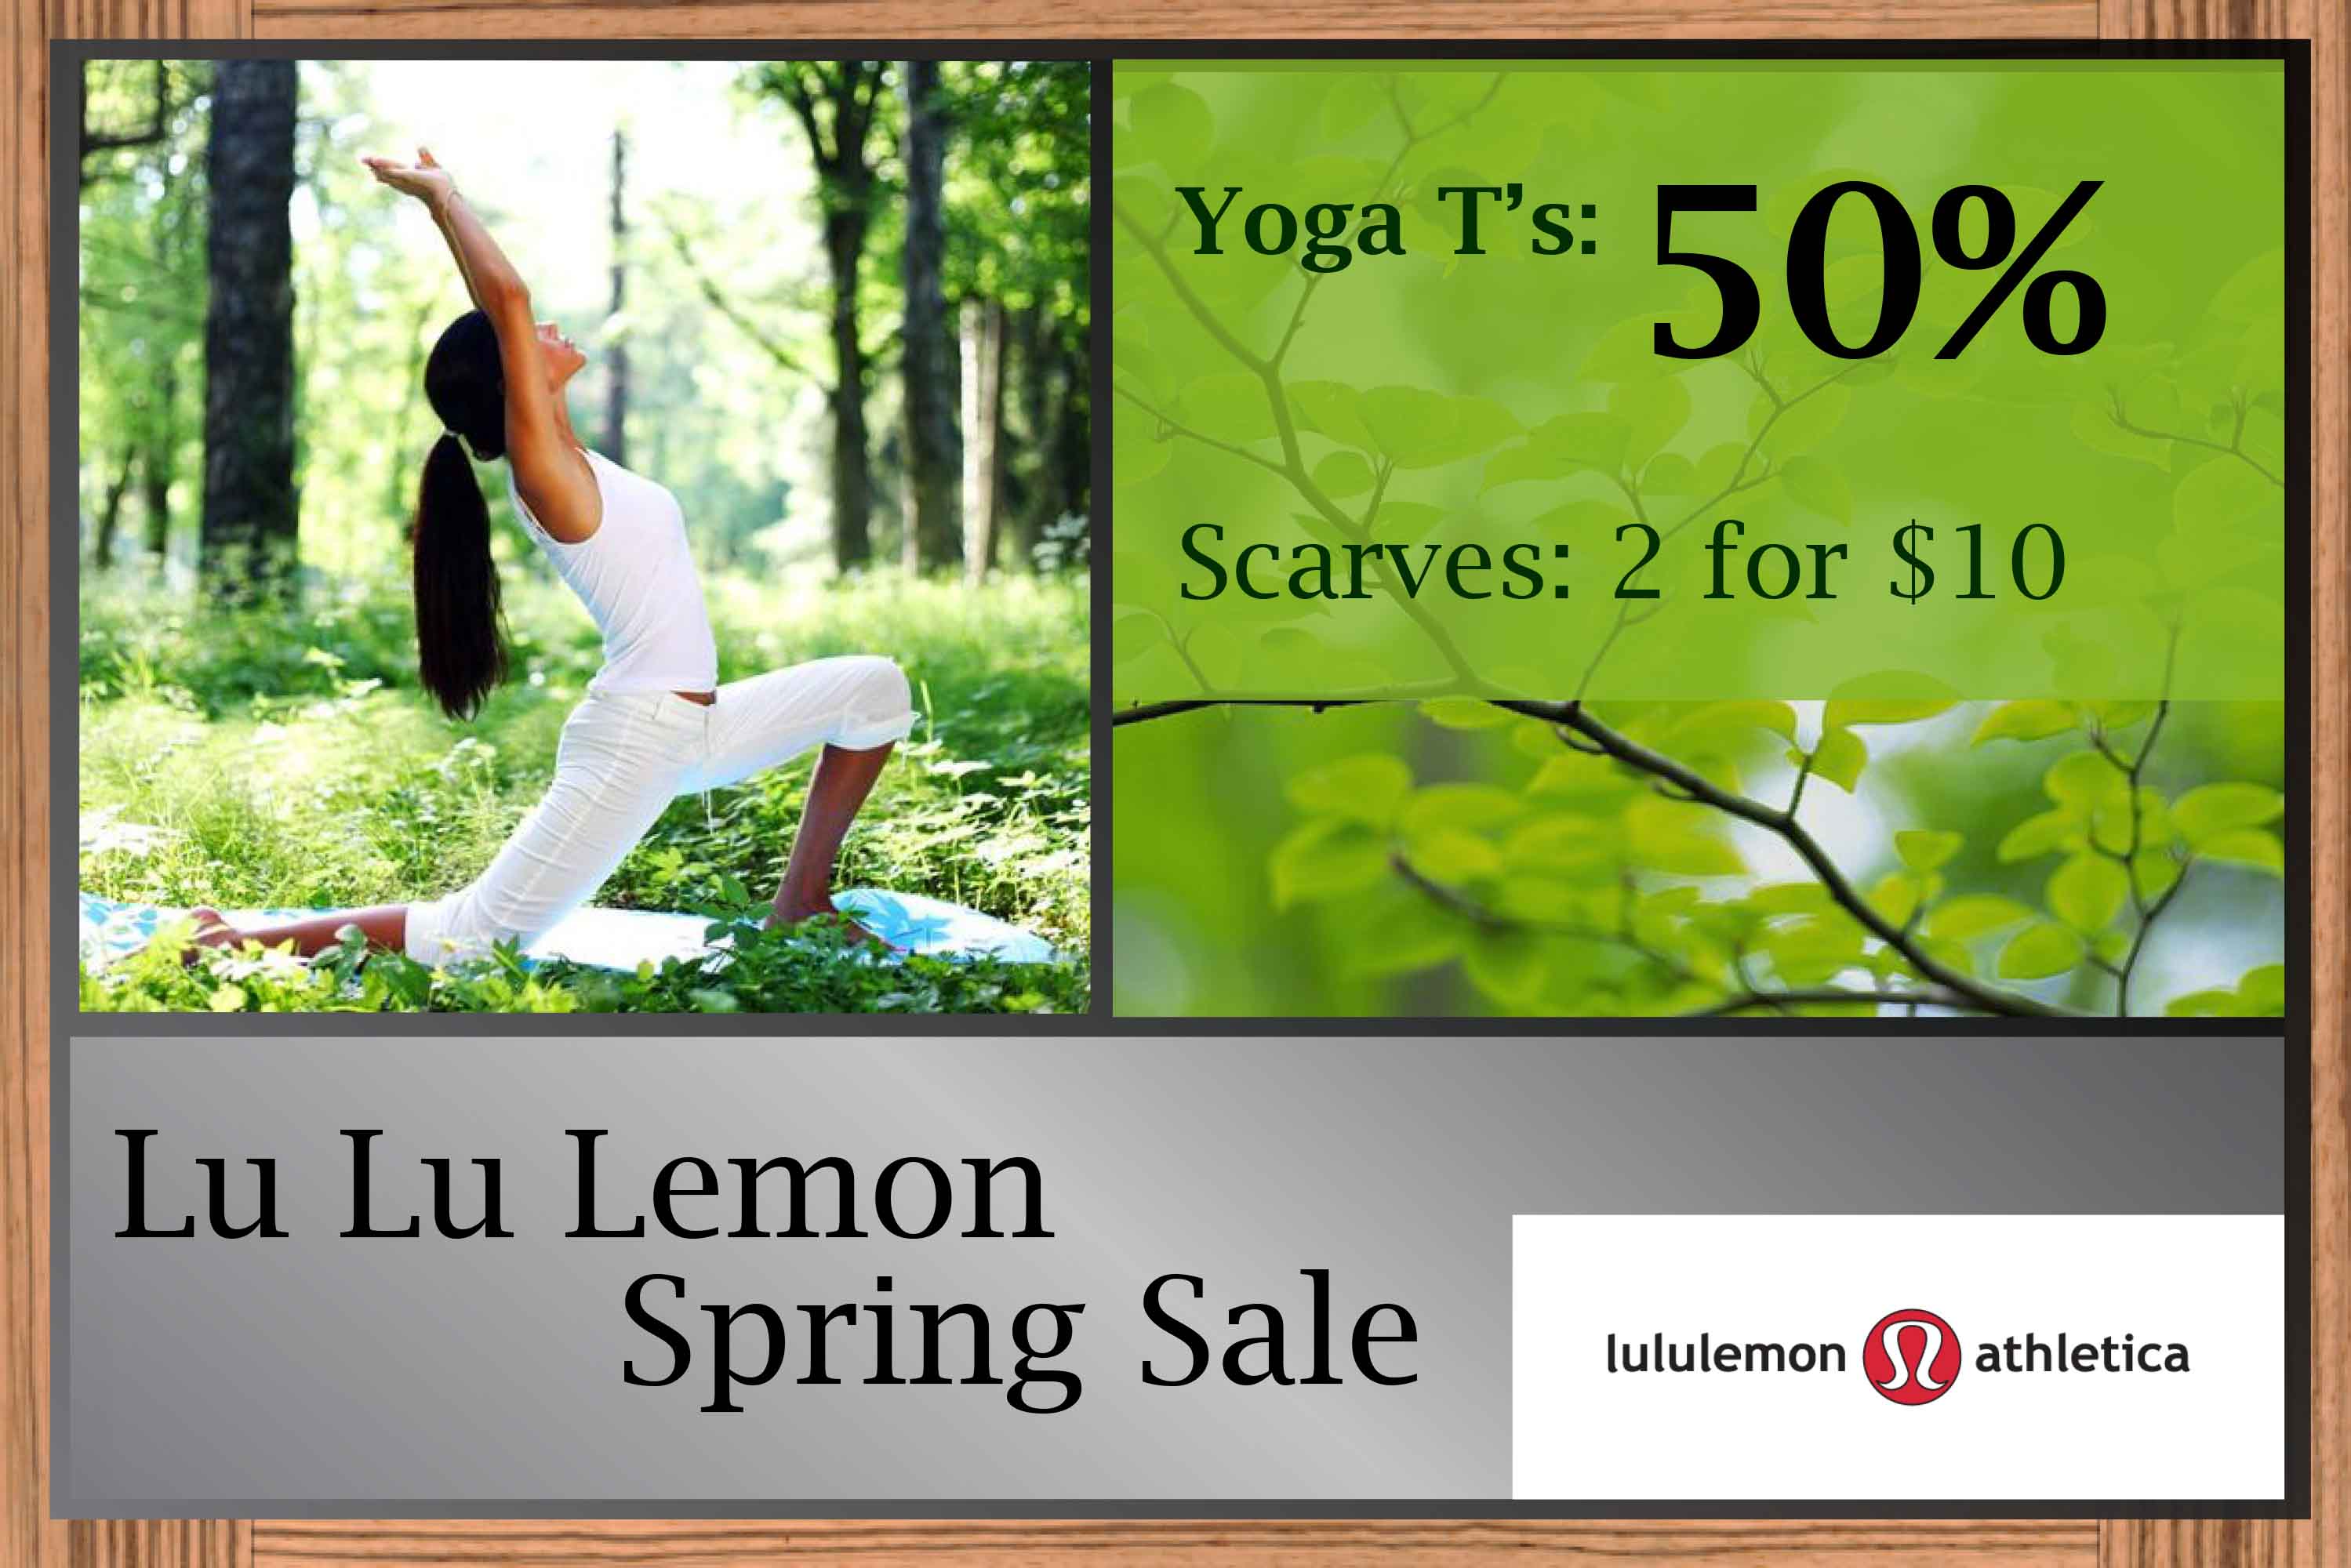 Yoga T’s: 50%
Scarves: 2 for $10
Lu Lu Lemon
Spring Sale
lululemon athletica